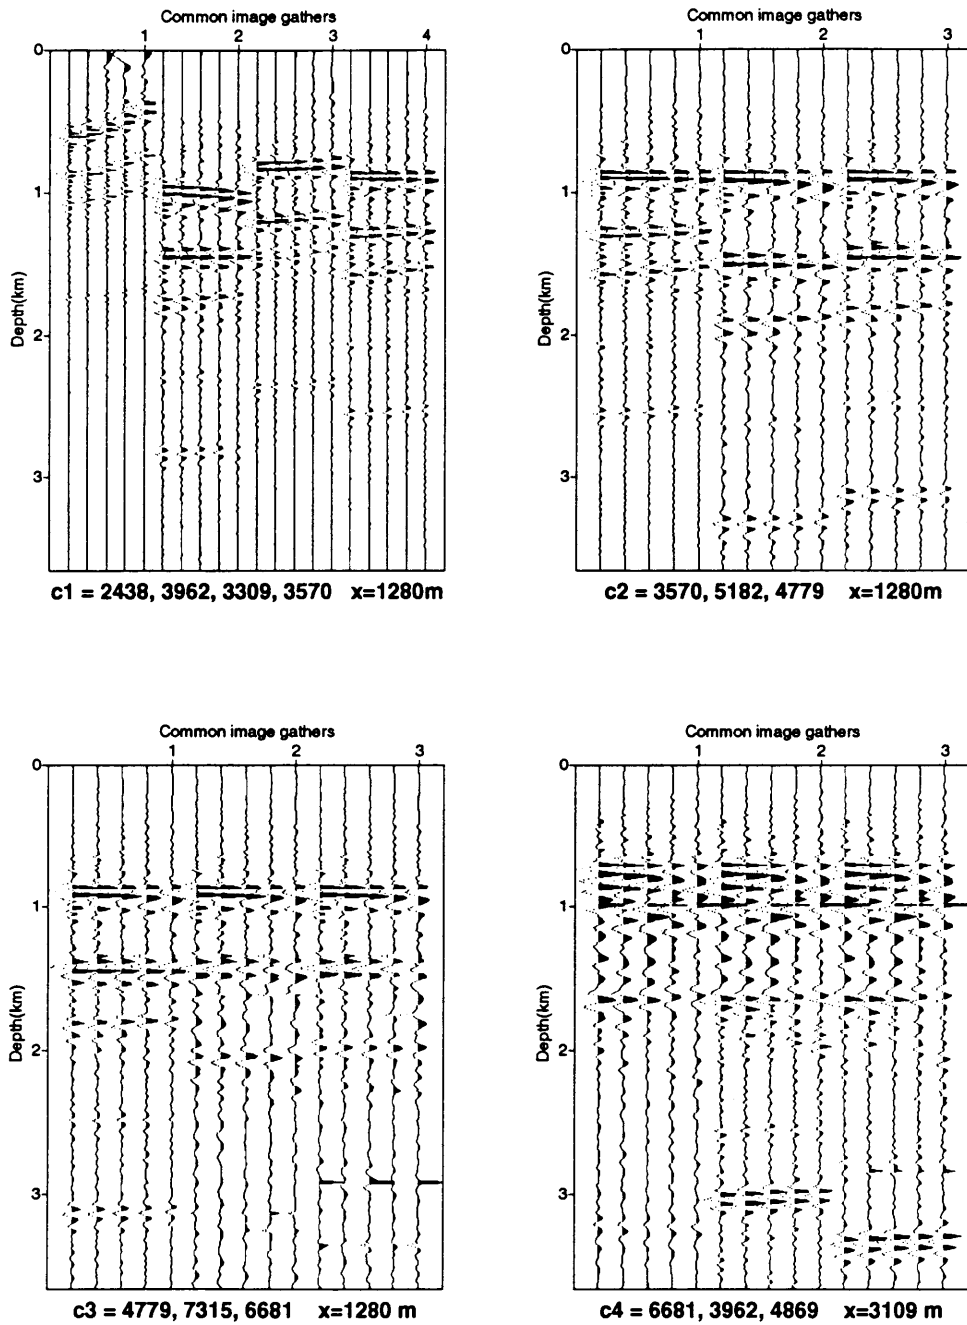 Common image gathers
1 2 3 4
0
1
2
3
Depth(km)
c1 = 2438, 3962, 3309, 3570 x=1280m
Common image gathers
1 2 3
0
1
2
3
Depth(km)
c2 = 3570, 5182, 4779 x=1280m
Common image gathers
1 2 3
0
1
2
3
Depth(km)
c3 = 4779, 7315, 6681 x=1280 m
Common image gathers
1 2 3
0
1
2
3
Depth(km)
c4 = 6681, 3962, 4869 x=3109 m